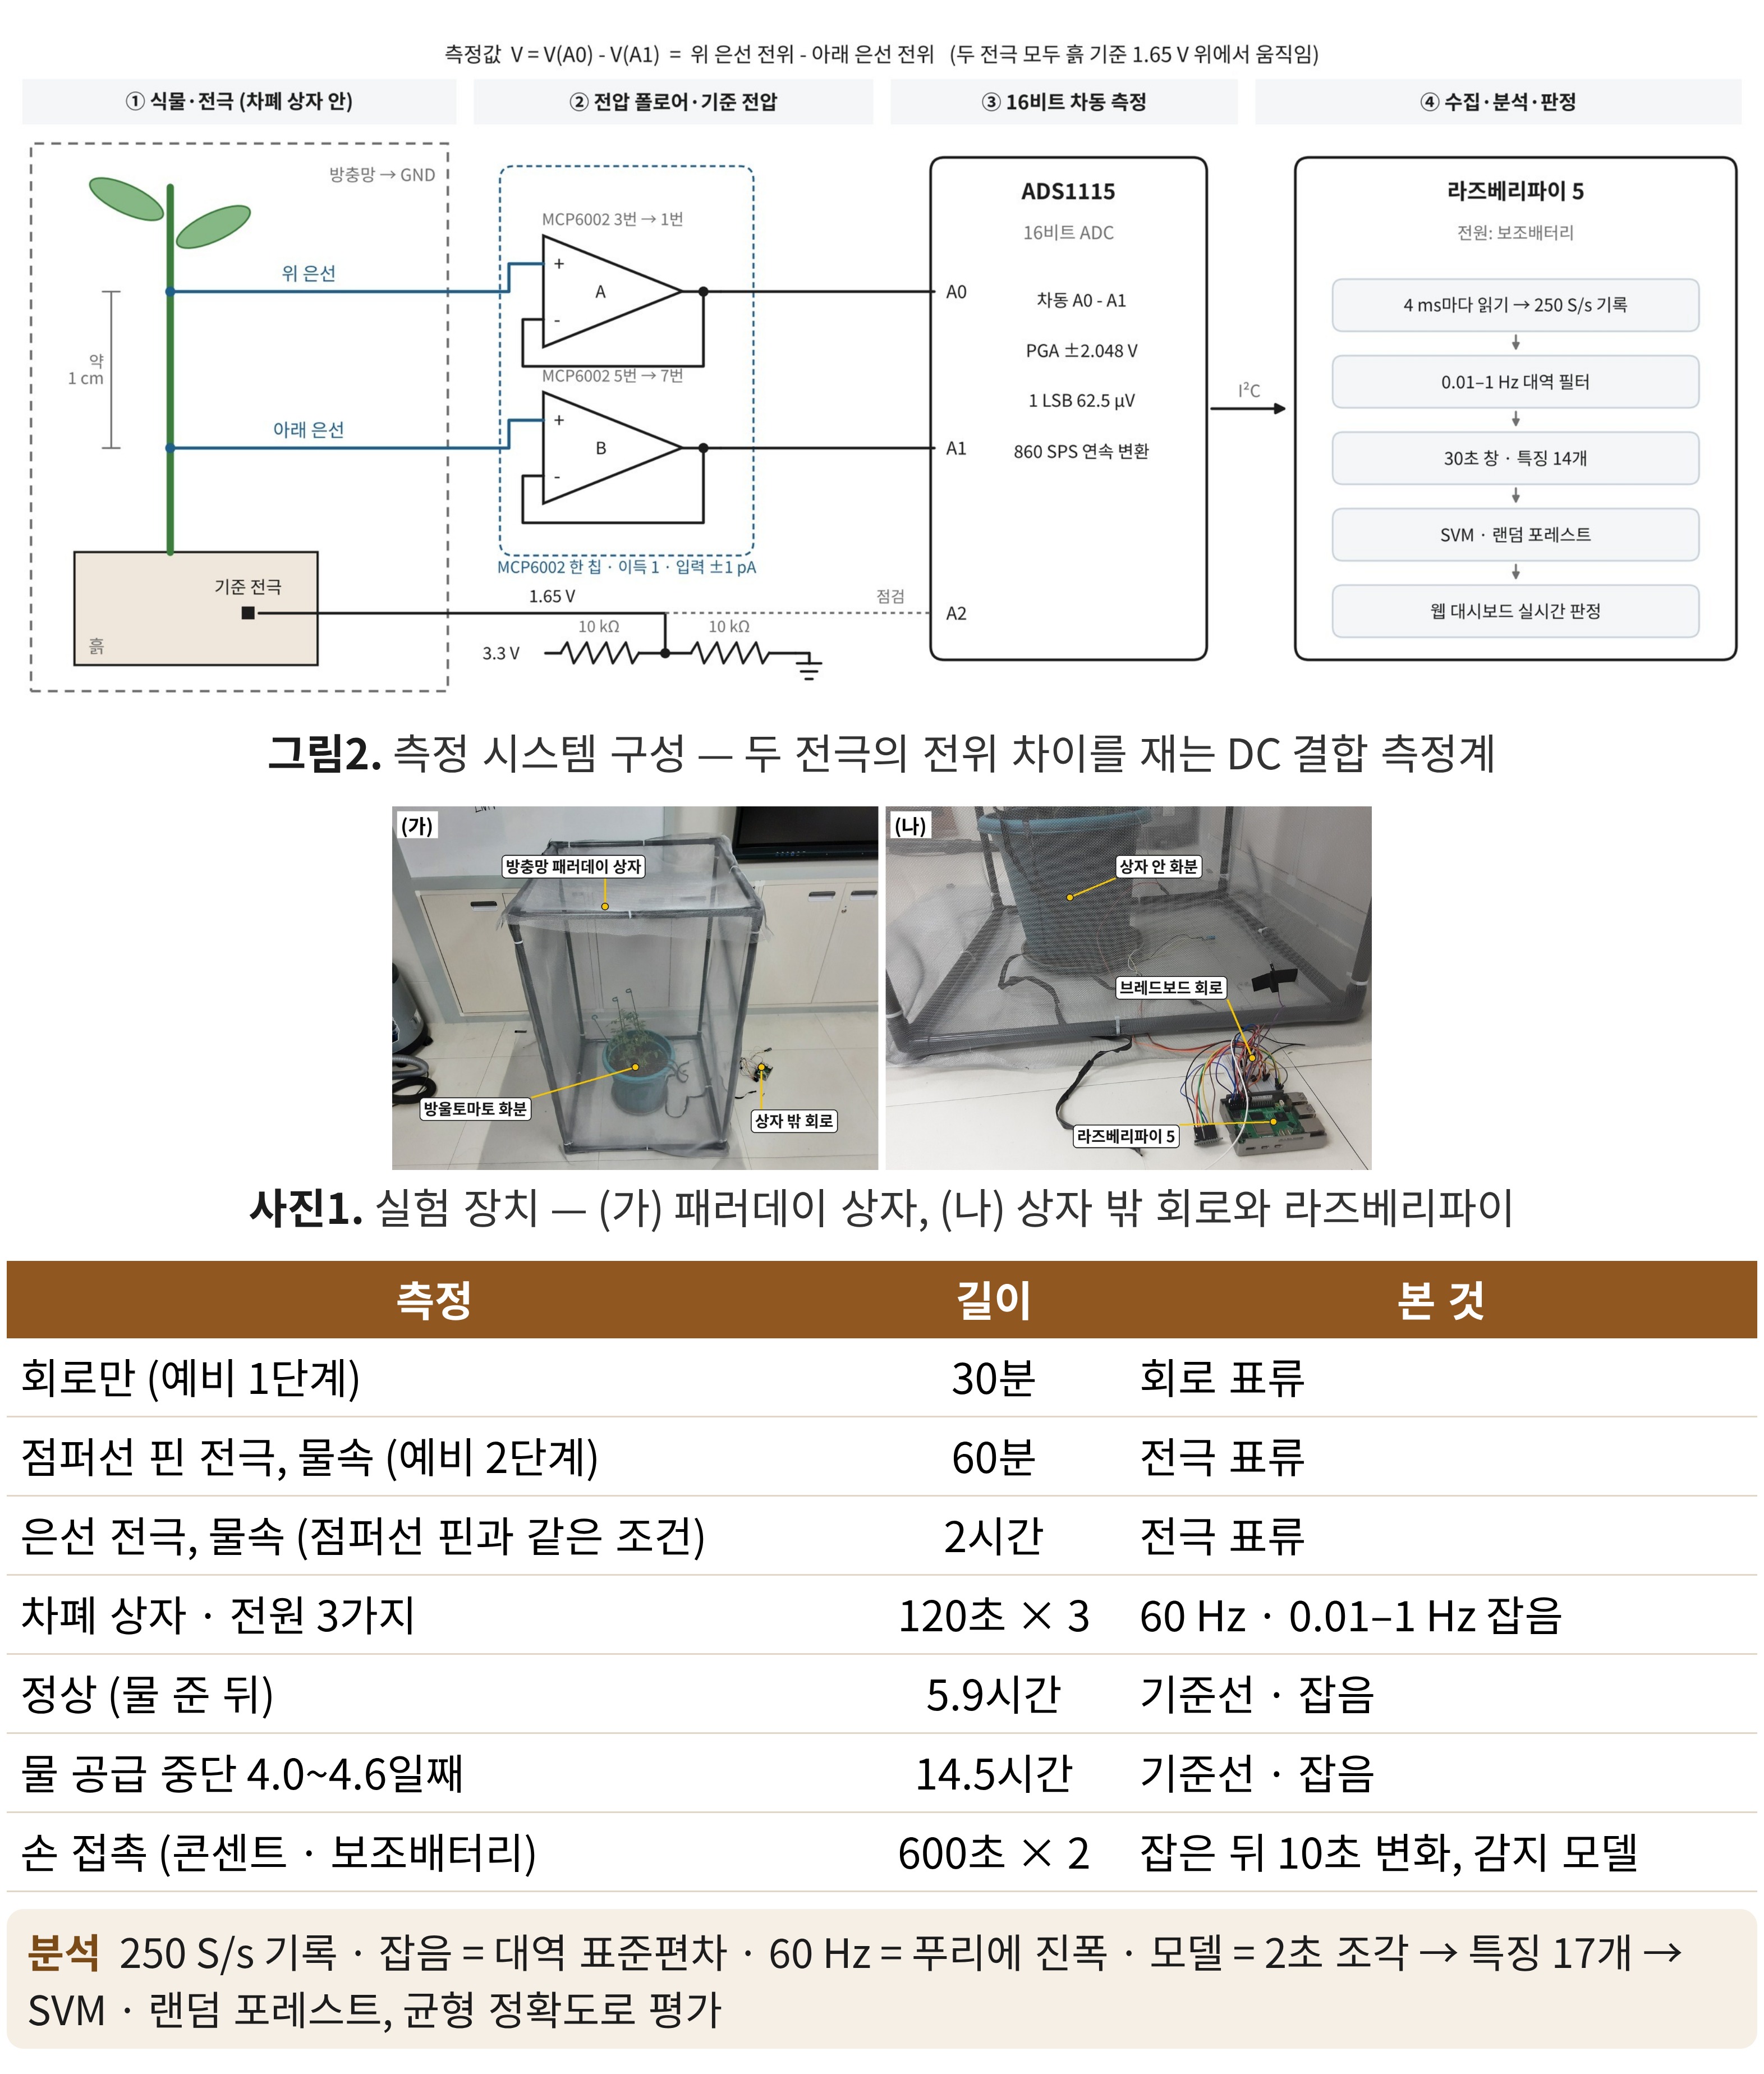 측정값 V = V(A0) - V(A1) = 위 은선 전위 - 아래 은선 전위 (두 전극 모두 흙 기준 1.65 V 위에서 움직임)
① 식물·전극 (차폐 상자 안)
② 전압 폴로어·기준 전압
③ 16비트 차동 측정
④ 수집·분석·판정
방충망 → GND
위 은선
약
1 cm
아래 은선
기준 전극
흙
MCP6002 3번 → 1번
+
A
-
MCP6002 5번 → 7번
+
B
-
MCP6002 한 칩 · 이득 1 · 입력 ±1 pA
1.65 V
점검
10 kΩ
10 kΩ
3.3 V
ADS1115
16비트 ADC
A0
차동 A0 - A1
PGA ±2.048 V
1 LSB 62.5 µV
A1
860 SPS 연속 변환
A2
I²C
라즈베리파이 5
전원: 보조배터리
4 ms마다 읽기 → 250 S/s 기록
0.01–1 Hz 대역 필터
30초 창 · 특징 14개
SVM · 랜덤 포레스트
웹 대시보드 실시간 판정
그림2. 측정 시스템 구성 — 두 전극의 전위 차이를 재는 DC 결합 측정계
(가)
방충망 패러데이 상자
방울토마토 화분
상자 밖 회로
(나)
상자 안 화분
브레드보드 회로
라즈베리파이 5
사진1. 실험 장치 — (가) 패러데이 상자, (나) 상자 밖 회로와 라즈베리파이
측정 길이 본 것
회로만 (예비 1단계) 30분 회로 표류
점퍼선 핀 전극, 물속 (예비 2단계) 60분 전극 표류
은선 전극, 물속 (점퍼선 핀과 같은 조건) 2시간 전극 표류
차폐 상자 · 전원 3가지 120초 × 3 60 Hz · 0.01–1 Hz 잡음
정상 (물 준 뒤) 5.9시간 기준선 · 잡음
물 공급 중단 4.0~4.6일째 14.5시간 기준선 · 잡음
손 접촉 (콘센트 · 보조배터리) 600초 × 2 잡은 뒤 10초 변화, 감지 모델
분석 250 S/s 기록 · 잡음 = 대역 표준편차 · 60 Hz = 푸리에 진폭 · 모델 = 2초 조각 → 특징 17개 →
SVM · 랜덤 포레스트, 균형 정확도로 평가